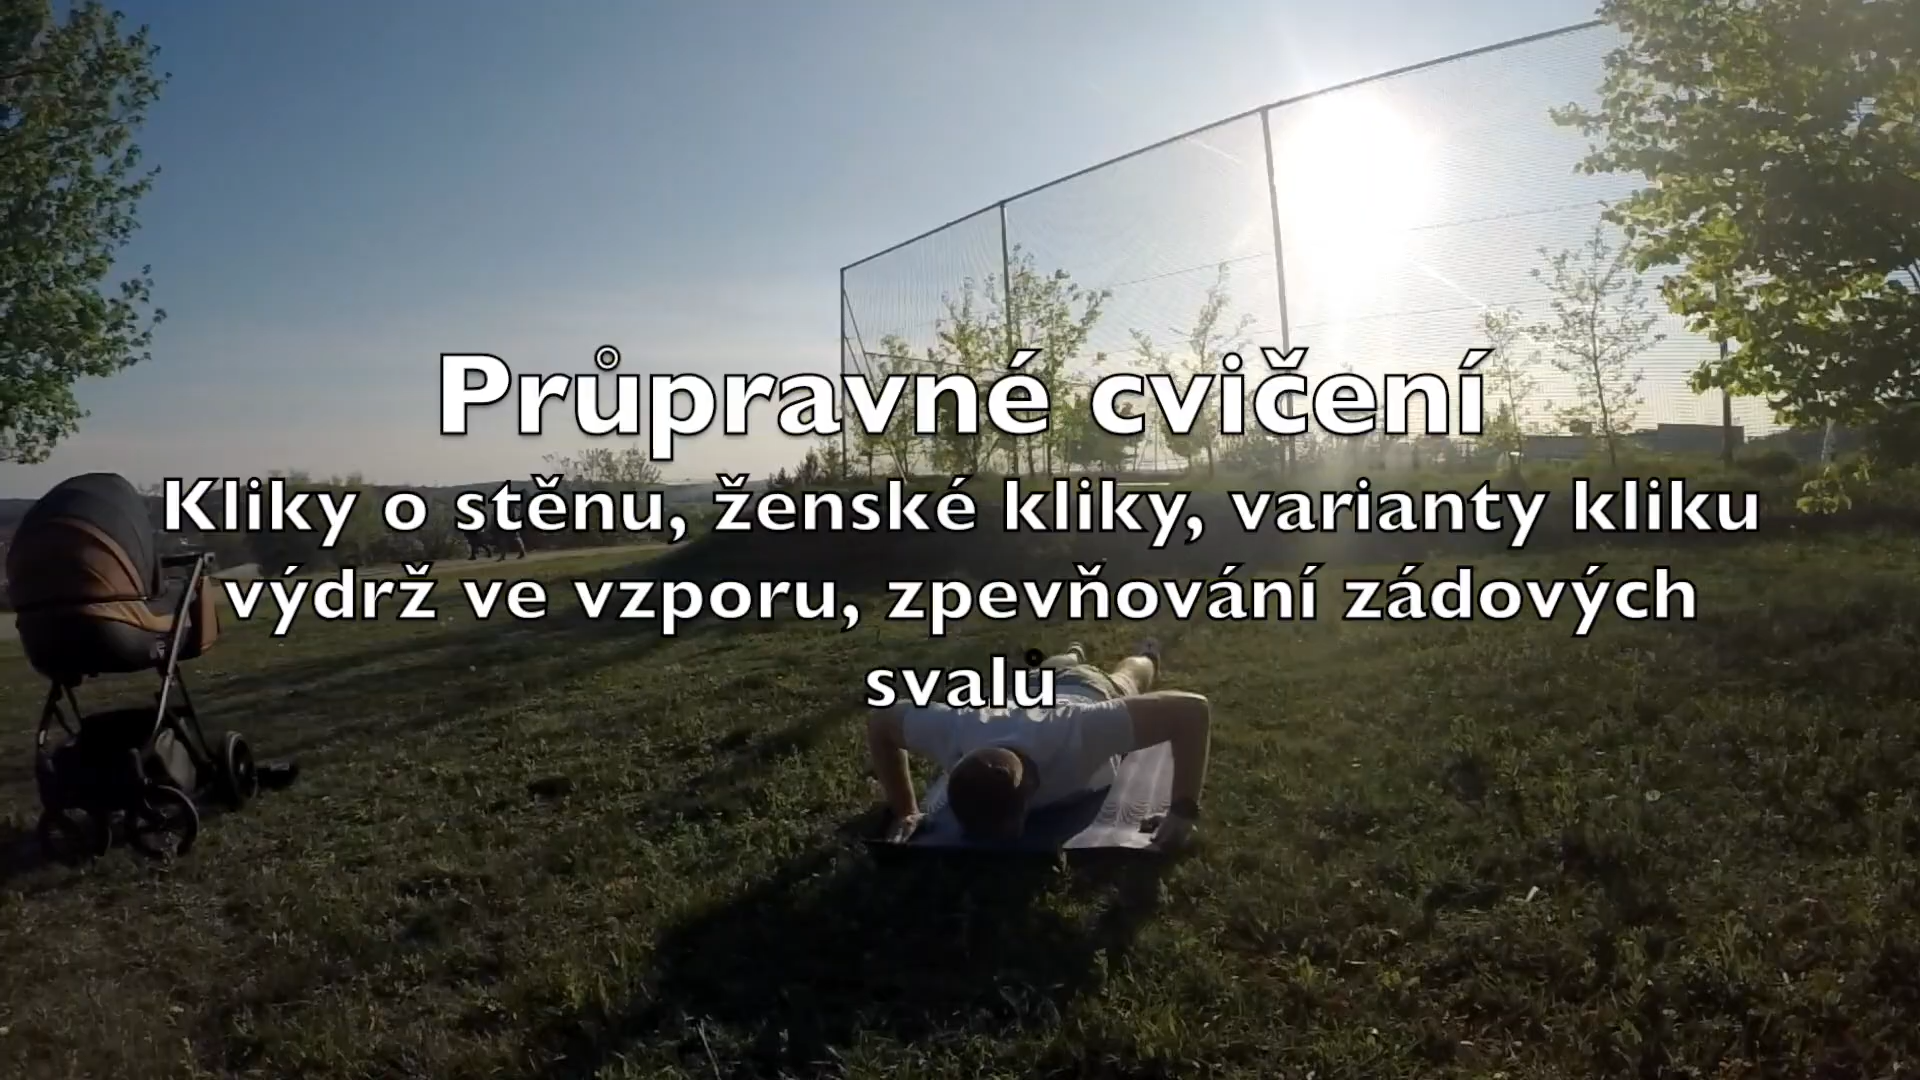 Průpravné cvičení
Kliky o stěnu, ženské kliky, varianty kliku
výdrž ve vzporu, zpevňování zádových
svalů